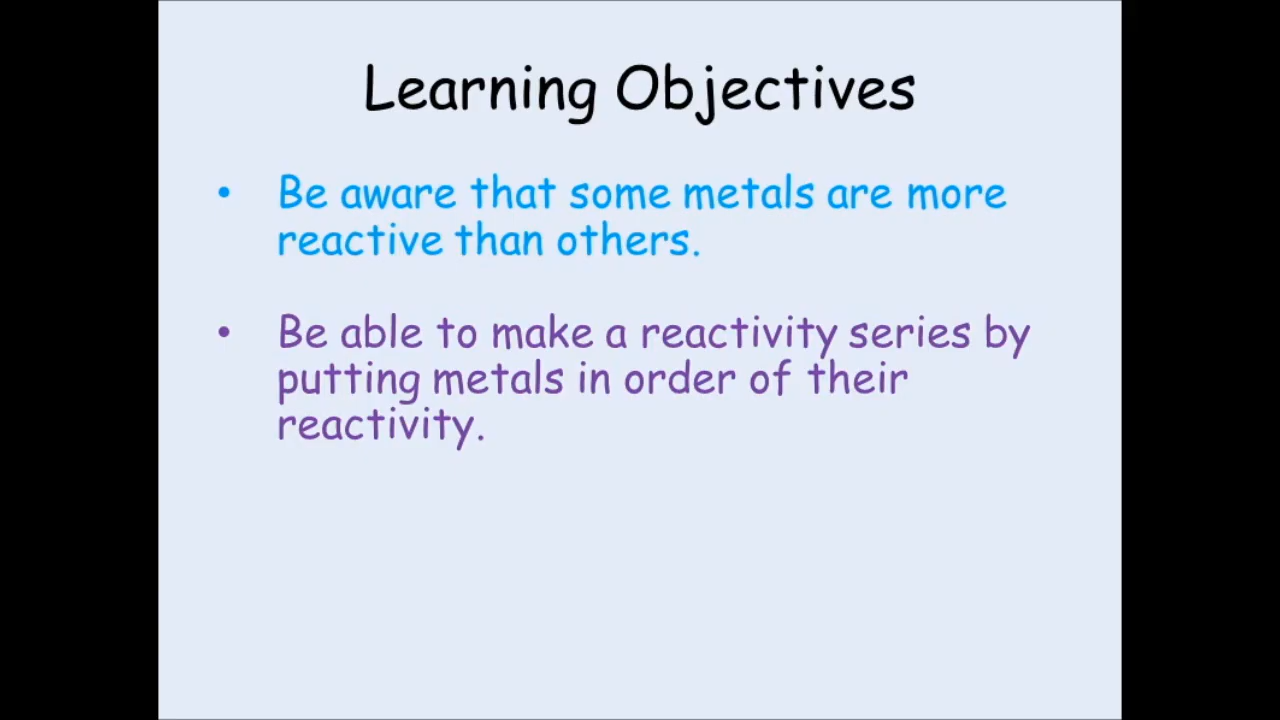 Learning Objectives
• Be aware that some metals are more
reactive than others.
• Be able to make a reactivity series by
putting metals in order of their
reactivity.